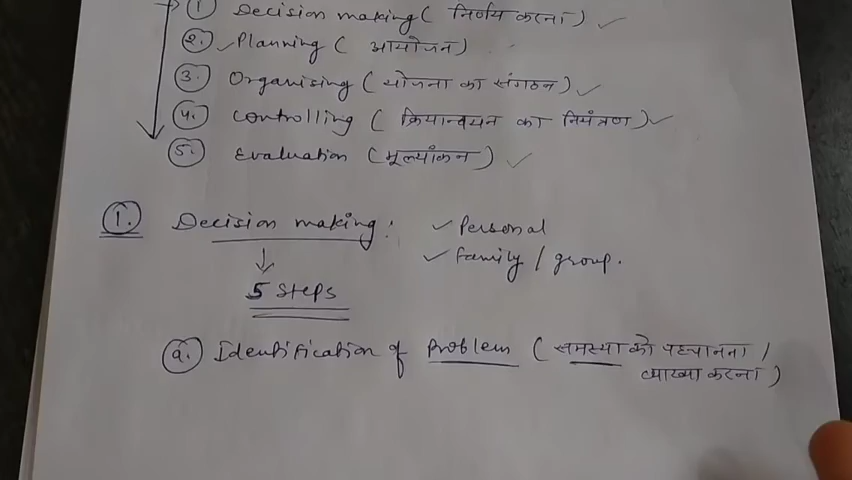 ① Decision making ( निर्णय करना ) ✓
2. ✓ Planning ( आयोजन )
3. Organising ( योजना का संगठन ) ✓
4. Controlling ( क्रियान्वयन का नियंत्रण ) ✓
5. Evaluation ( मूल्यांकन ) ✓
1. Decision making : ✓ Personal
✓ Family / group.
↓
5 Steps
a. Identification of Problem ( समस्या को पहचानना /
व्याख्या करना )